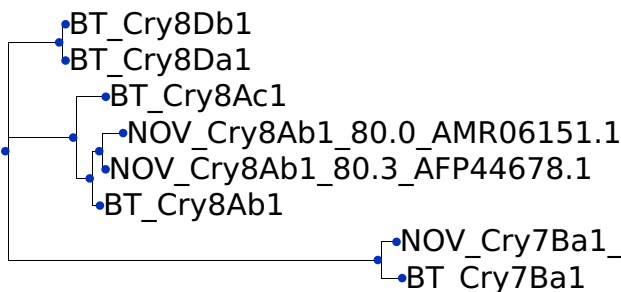 BT_Cry8Db1
BT_Cry8Da1
BT_Cry8Ac1
NOV_Cry8Ab1_80.0_AMR06151.1
NOV_Cry8Ab1_80.3_AFP44678.1
BT_Cry8Ab1
NOV_Cry7Ba1_
BT_Cry7Ba1